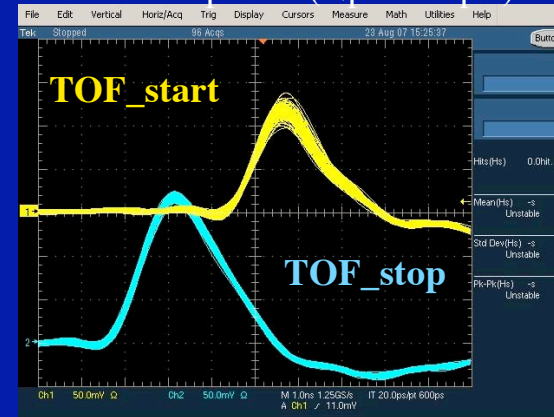 File Edit Vertical Horiz/Acq Trig Display Cursors Measure Math Utilities Help
Tek Stopped 96 Acqs 23 Aug 07 15:25:37
Butto
TOF_start
Hits(Hs) 0.0hit.
Mean(Hs) -s
Unstable
1
Std Dev(Hs) -s
Unstable
TOF_stop
Pk-Pk(Hs) -s
Unstable
2
Ch1 50.0mV Ω Ch2 50.0mV Ω M 1.0ns 1.25GS/s IT 20.0ps/pt 600ps
A Ch1 / 11.0mV